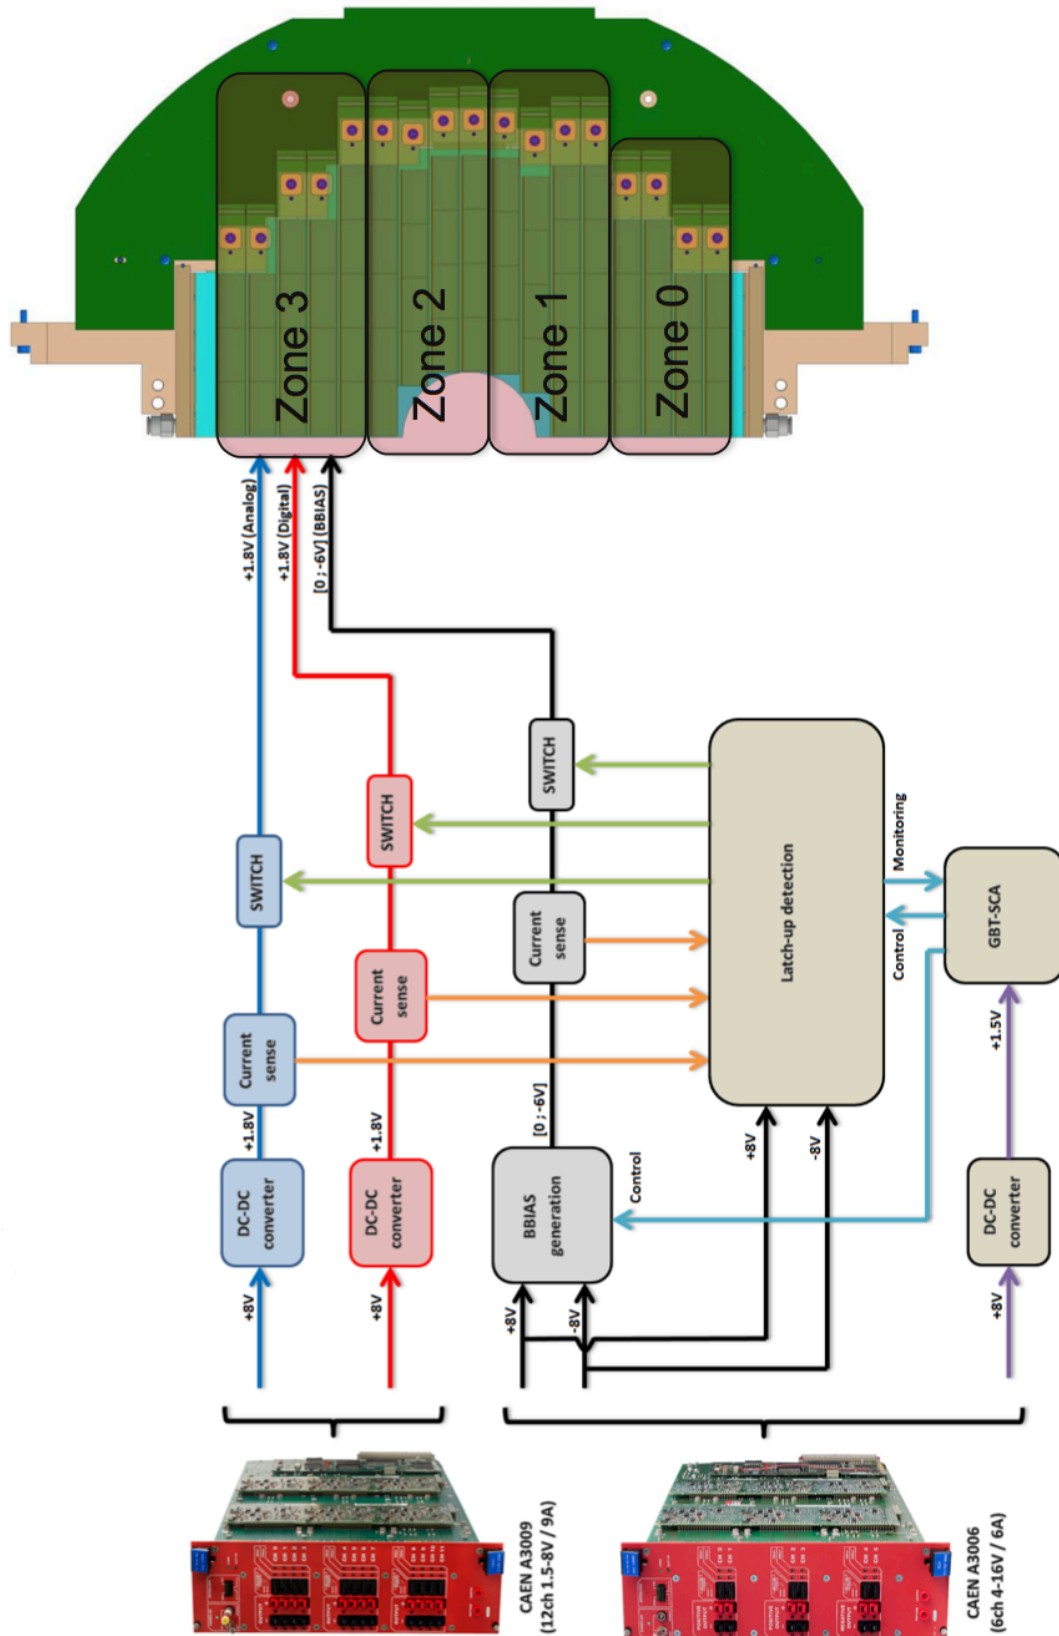 Zone 3
Zone 2
Zone 1
Zone 0
+1.8V (Analog)
+1.8V (Digital)
[0 ; -6V] (BBIAS)
SWITCH
SWITCH
SWITCH
Current
sense
Current
sense
Current
sense
Latch-up detection
Monitoring
Control
GBT-SCA
+1.8V
+1.8V
[0 ; -6V]
+8V
-8V
+1.5V
DC-DC
converter
DC-DC
converter
BBIAS
generation
Control
DC-DC
converter
+8V
+8V
+8V
-8V
+8V
CAEN A3009
(12ch 1.5-8V / 9A)
CAEN A3006
(6ch 4-16V / 6A)